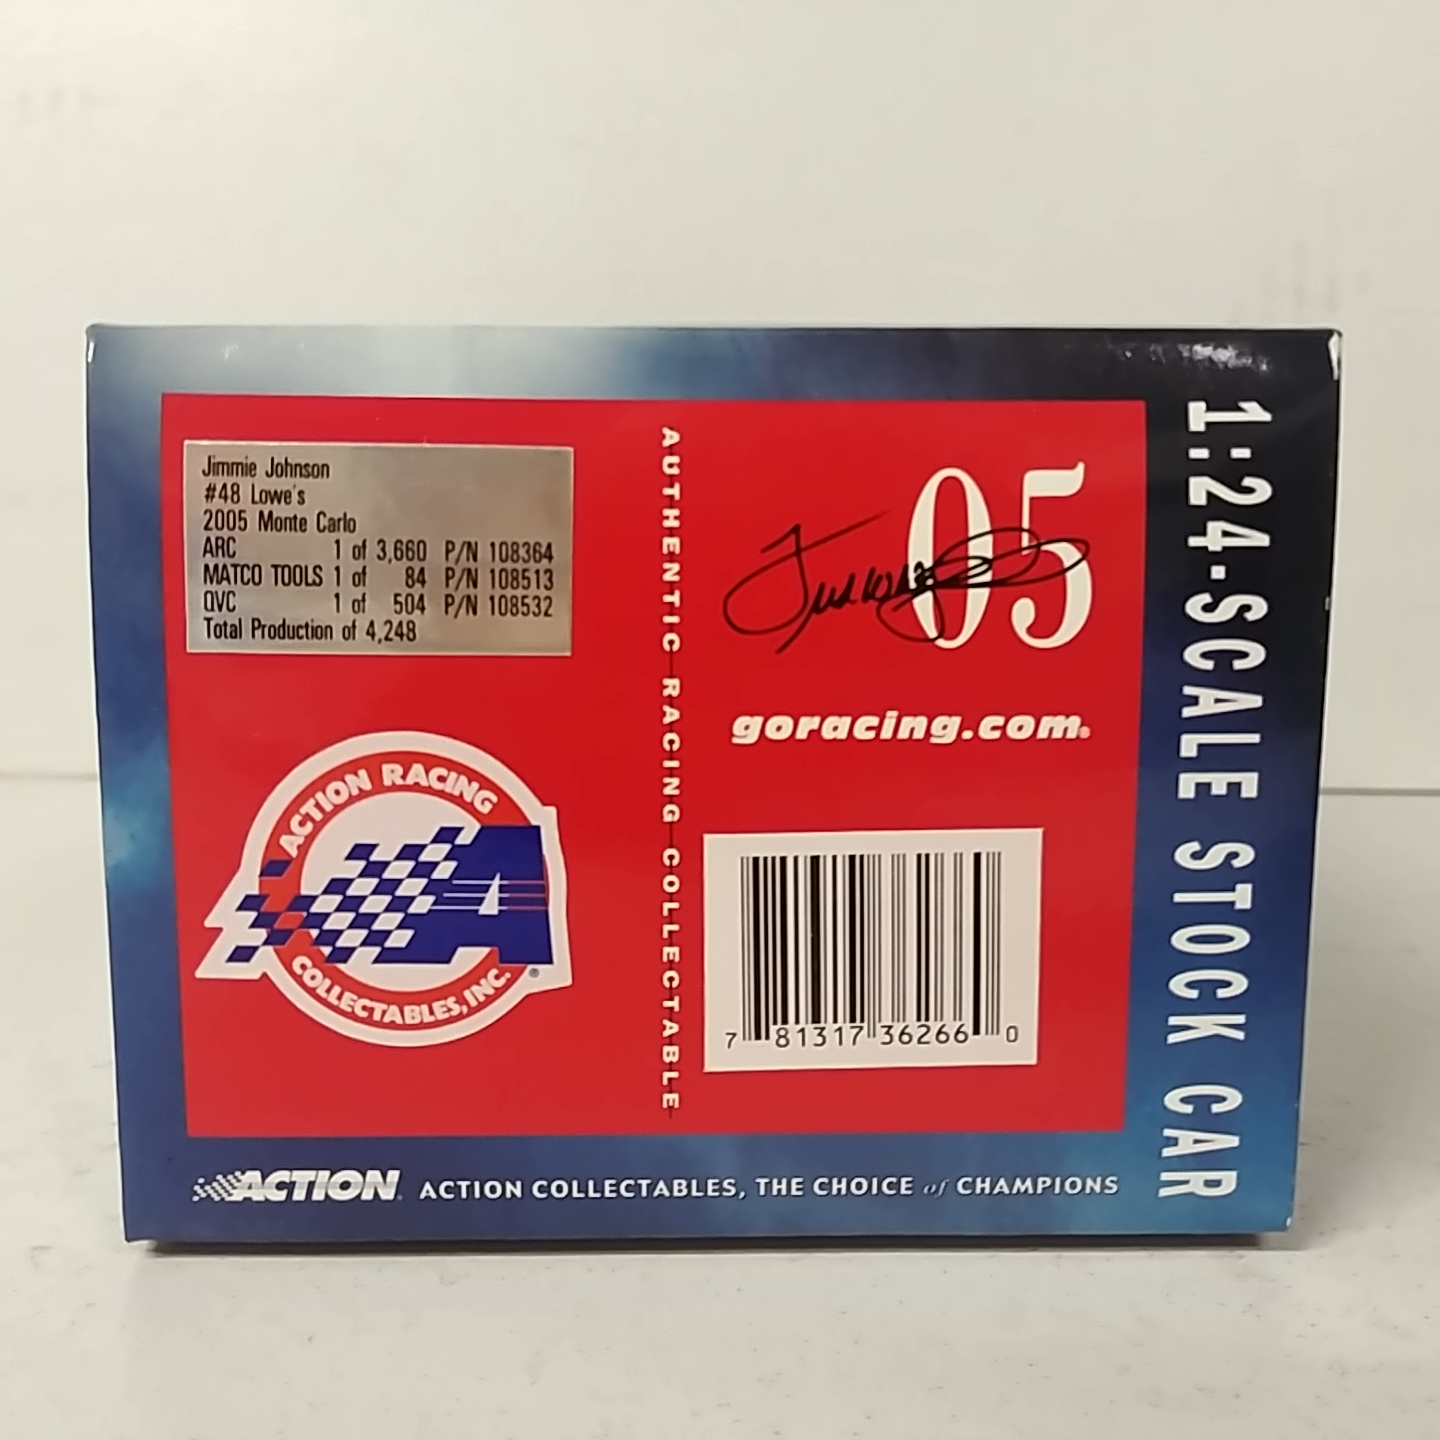 Jimmie Johnson
#48 Lowe's
2005 Monte Carlo
ARC 1 of 3,660 P/N 108364
MATCO TOOLS 1 of 84 P/N 108513
QVC 1 of 504 P/N 108532
Total Production of 4,248
ACTION RACING
COLLECTABLES, INC.®
AUTHENTIC RACING COLLECTABLE
05
goracing.com®
7 81317 36266 0
1:24-SCALE STOCK CAR
ACTION® ACTION COLLECTABLES, THE CHOICE of CHAMPIONS